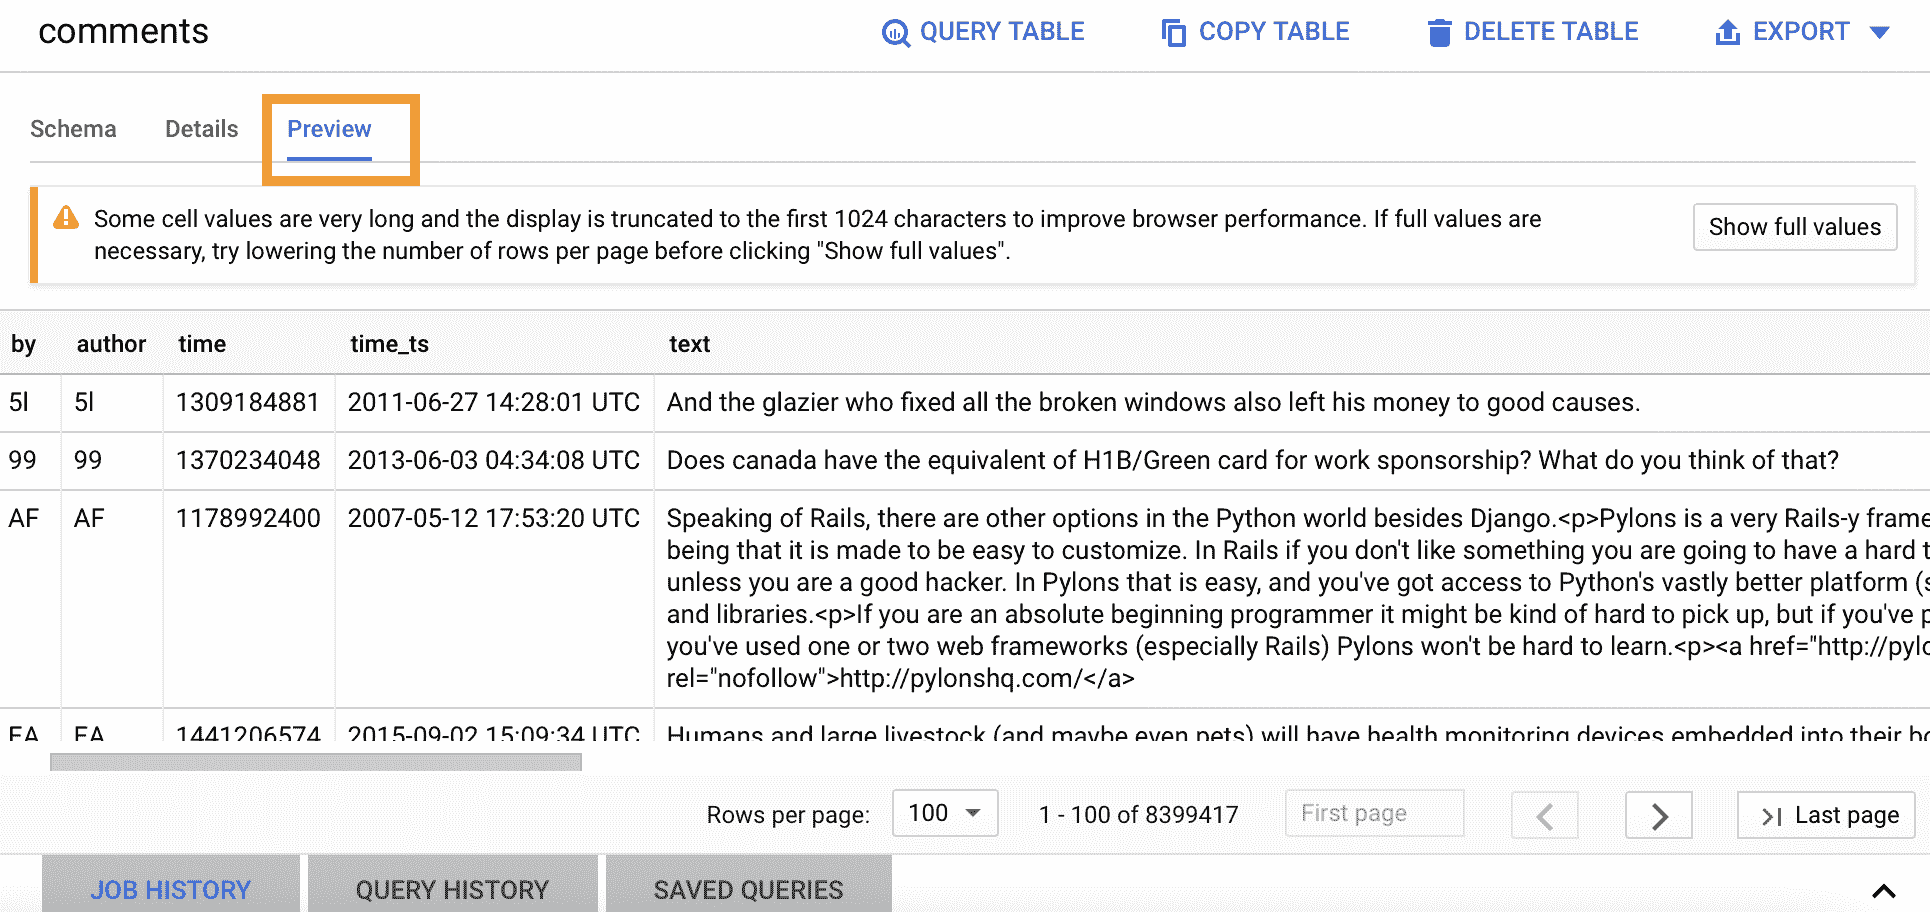 comments
QUERY TABLE
COPY TABLE
DELETE TABLE
EXPORT
Schema
Details
Preview
Some cell values are very long and the display is truncated to the first 1024 characters to improve browser performance. If full values are
necessary, try lowering the number of rows per page before clicking "Show full values".
Show full values
by author time time_ts text
5l 5l 1309184881 2011-06-27 14:28:01 UTC And the glazier who fixed all the broken windows also left his money to good causes.
99 99 1370234048 2013-06-03 04:34:08 UTC Does canada have the equivalent of H1B/Green card for work sponsorship? What do you think of that?
AF AF 1178992400 2007-05-12 17:53:20 UTC Speaking of Rails, there are other options in the Python world besides Django.<p>Pylons is a very Rails-y frame
being that it is made to be easy to customize. In Rails if you don't like something you are going to have a hard t
unless you are a good hacker. In Pylons that is easy, and you've got access to Python's vastly better platform (s
and libraries.<p>If you are an absolute beginning programmer it might be kind of hard to pick up, but if you've p
you've used one or two web frameworks (especially Rails) Pylons won't be hard to learn.<p><a href="http://pylo
rel="nofollow">http://pylonshq.com/</a>
EA EA 1441206574 2015-09-02 15:09:34 UTC Humans and large livestock (and maybe even pets) will have health monitoring devices embedded into their bo
Rows per page: 100 1 - 100 of 8399417 First page Last page
JOB HISTORY
QUERY HISTORY
SAVED QUERIES